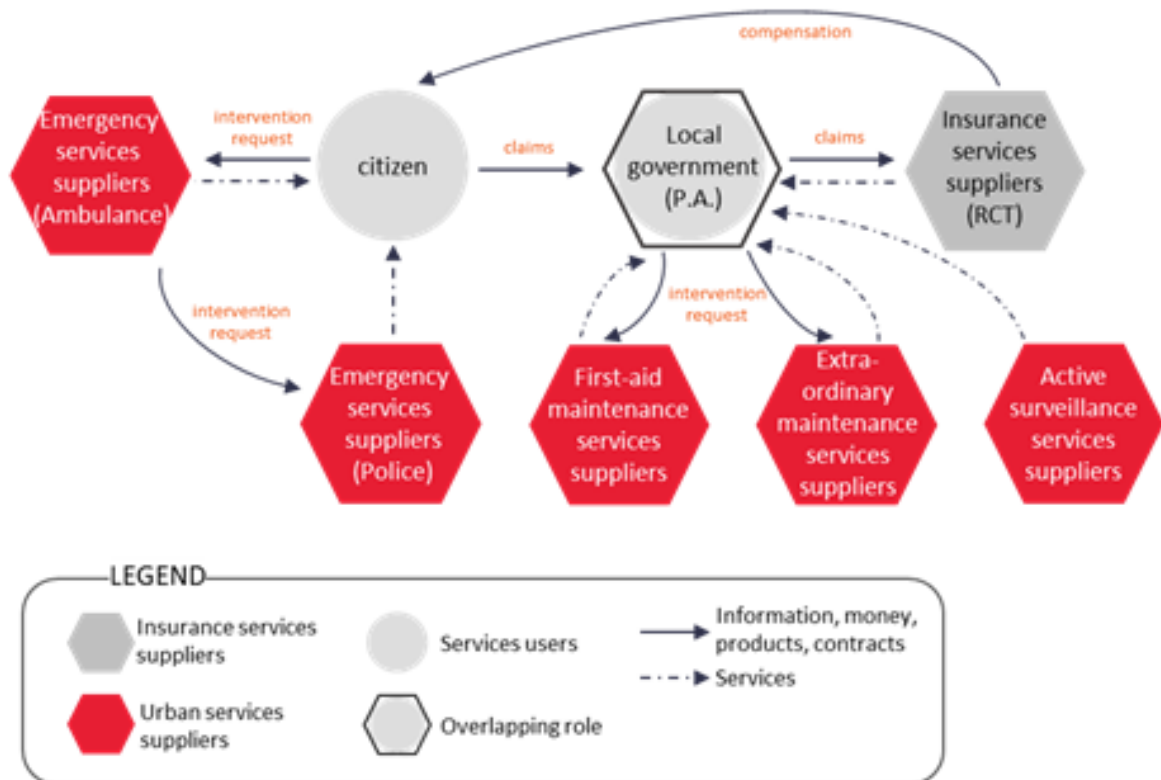 compensation
Emergency
services
suppliers
(Ambulance)
intervention
request
citizen
claims
Local
government
(P.A.)
claims
Insurance
services
suppliers
(RCT)
intervention
request
intervention
request
Emergency
services
suppliers
(Police)
First-aid
maintenance
services
suppliers
Extra-
ordinary
maintenance
services
suppliers
Active
surveillance
services
suppliers
LEGEND
Insurance services
suppliers
Services users
Information, money,
products, contracts
Services
Urban services
suppliers
Overlapping role